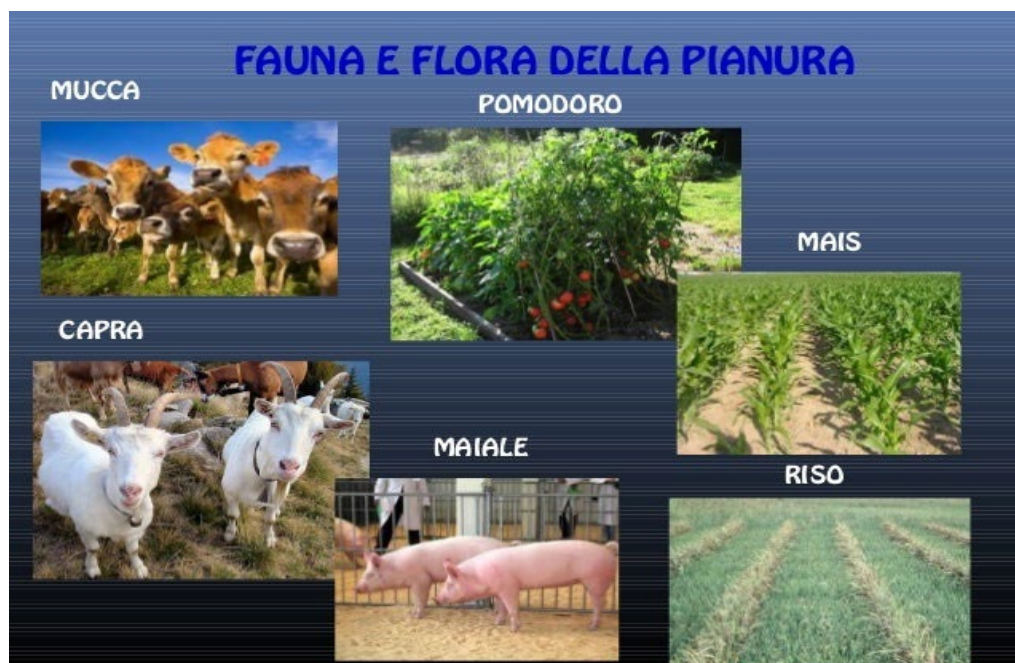 FAUNA E FLORA DELLA PIANURA
MUCCA
POMODORO
MAIS
CAPRA
MAIALE
RISO